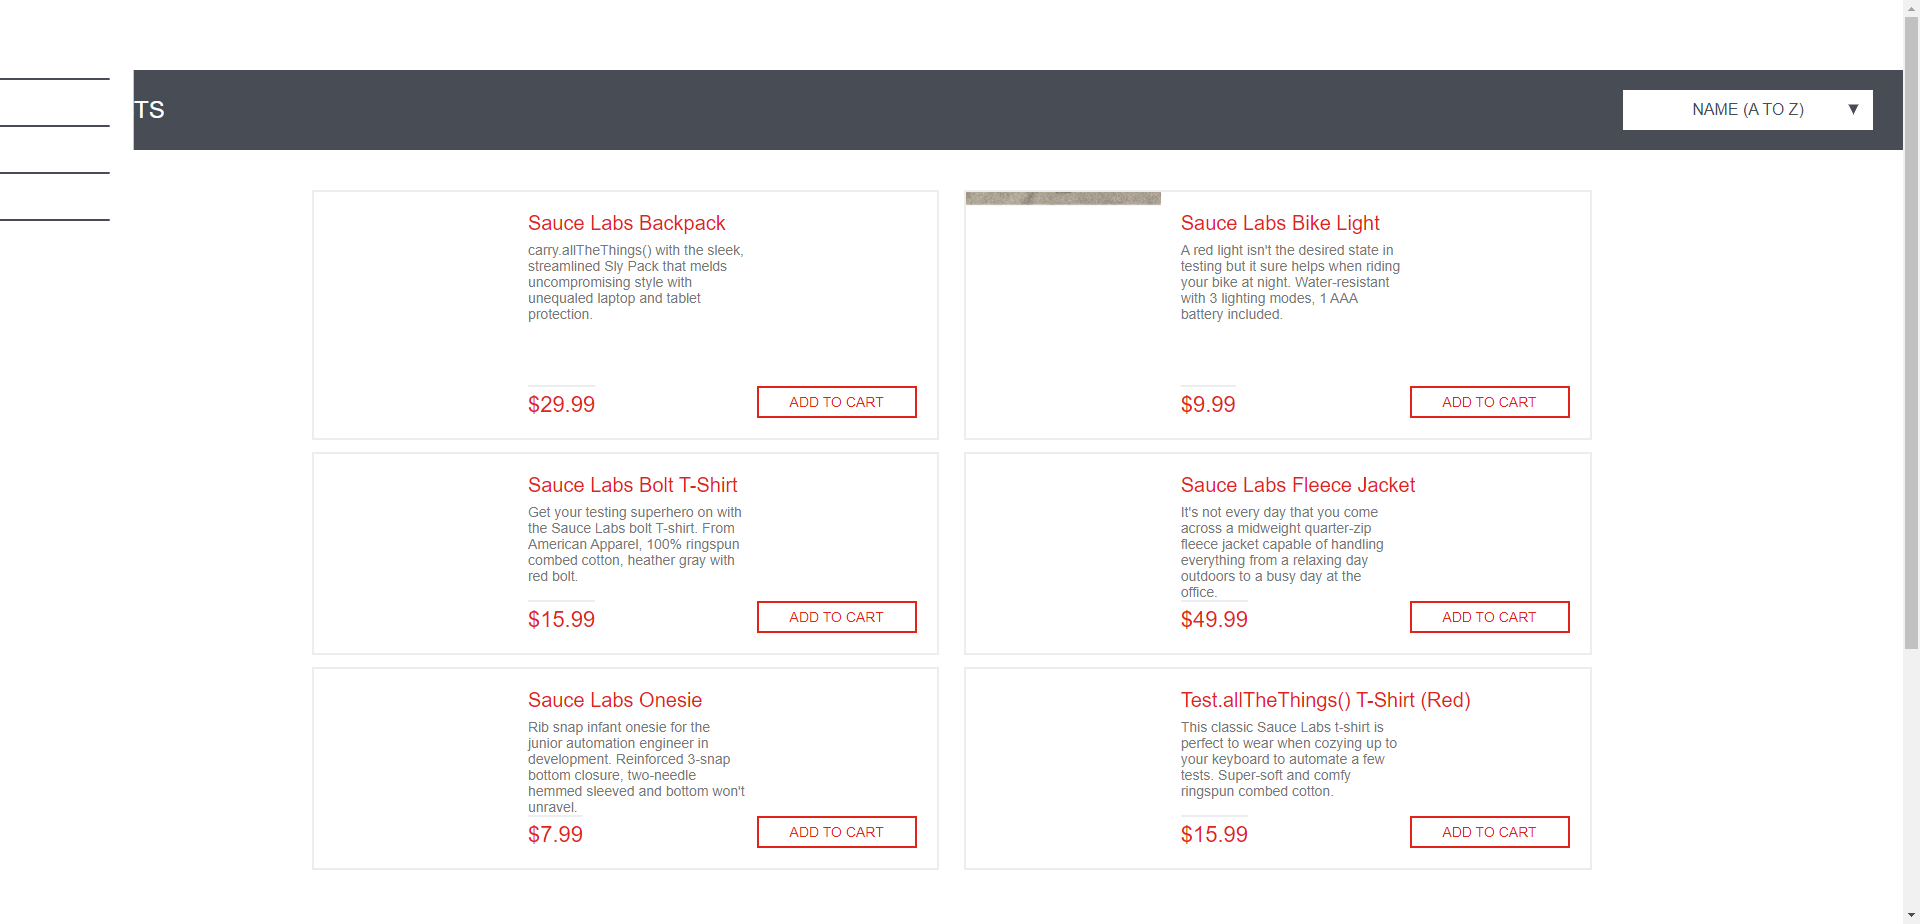 TS
NAME (A TO Z)
Sauce Labs Backpack
carry.allTheThings() with the sleek,
streamlined Sly Pack that melds
uncompromising style with
unequaled laptop and tablet
protection.
$29.99
ADD TO CART
Sauce Labs Bike Light
A red light isn't the desired state in
testing but it sure helps when riding
your bike at night. Water-resistant
with 3 lighting modes, 1 AAA
battery included.
$9.99
ADD TO CART
Sauce Labs Bolt T-Shirt
Get your testing superhero on with
the Sauce Labs bolt T-shirt. From
American Apparel, 100% ringspun
combed cotton, heather gray with
red bolt.
$15.99
ADD TO CART
Sauce Labs Fleece Jacket
It's not every day that you come
across a midweight quarter-zip
fleece jacket capable of handling
everything from a relaxing day
outdoors to a busy day at the
office.
$49.99
ADD TO CART
Sauce Labs Onesie
Rib snap infant onesie for the
junior automation engineer in
development. Reinforced 3-snap
bottom closure, two-needle
hemmed sleeved and bottom won't
unravel.
$7.99
ADD TO CART
Test.allTheThings() T-Shirt (Red)
This classic Sauce Labs t-shirt is
perfect to wear when cozying up to
your keyboard to automate a few
tests. Super-soft and comfy
ringspun combed cotton.
$15.99
ADD TO CART